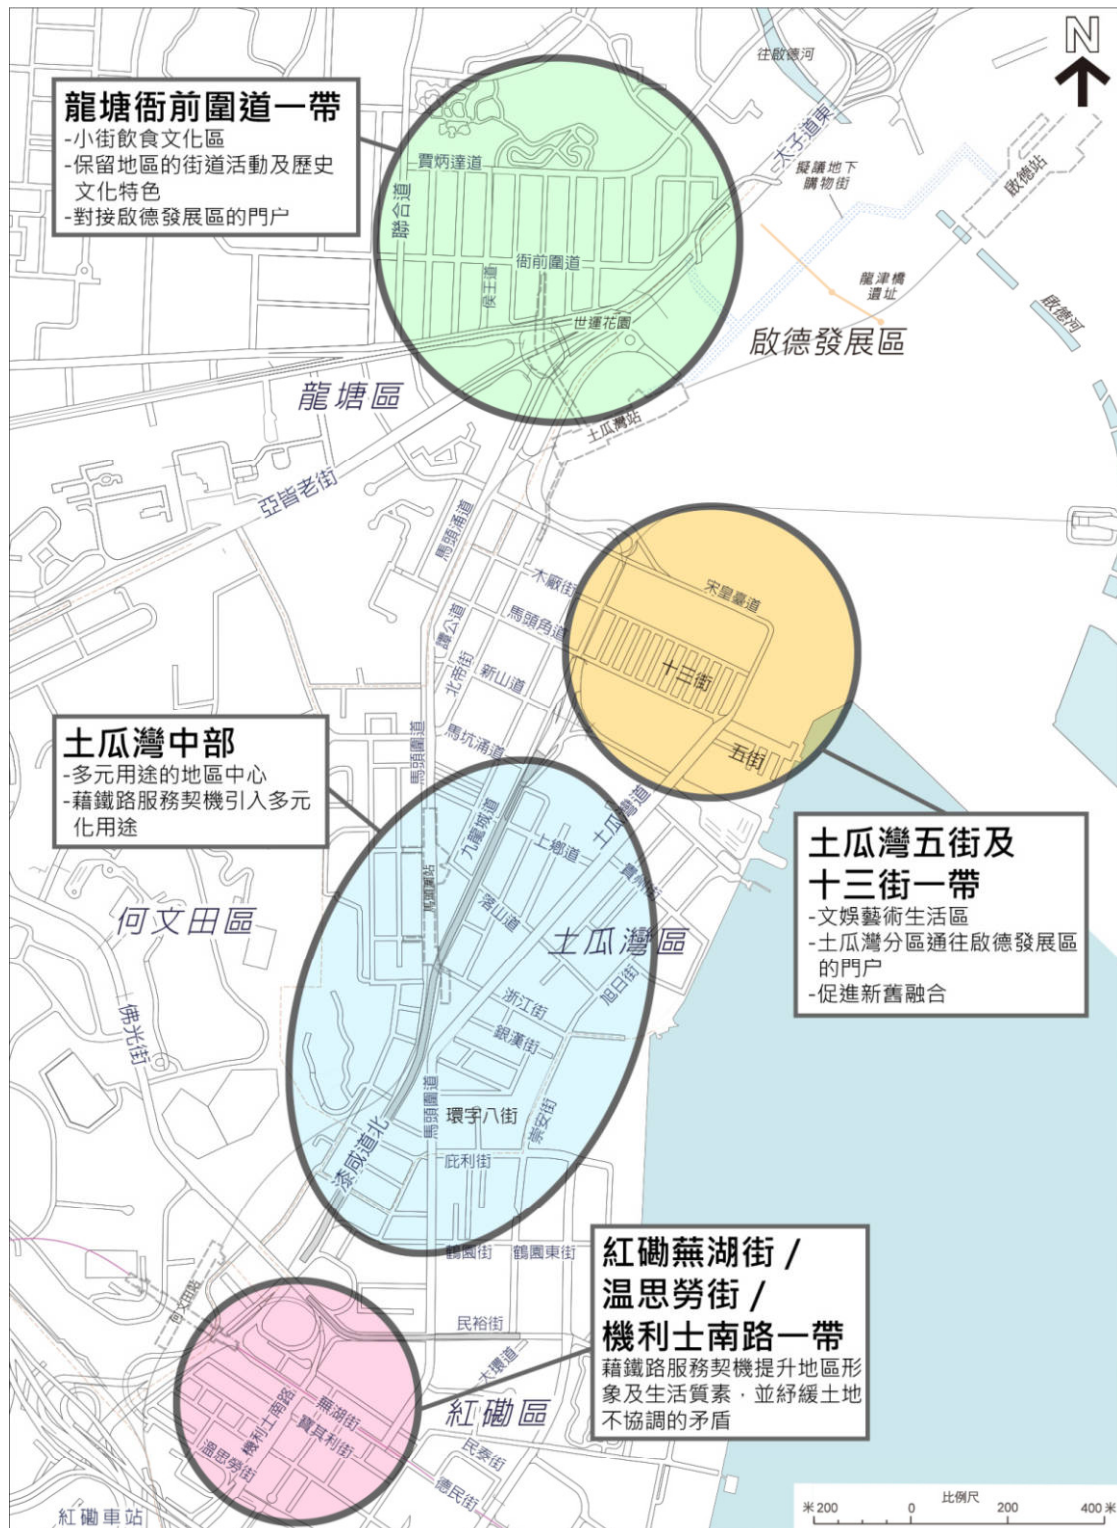 N
往啟德河
龍塘衙前圍道一帶
-小街飲食文化區
-保留地區的街道活動及歷史
文化特色
-對接啟德發展區的門户
賈炳達道
聯合道
太子道東
擬議地下
購物街
啟德站
衙前圍道
侯王道
龍津橋
遺址
啟德河
世運花園
啟德發展區
龍塘區
土瓜灣站
亞皆老街
馬頭涌道
木廠街
宋皇臺道
馬頭角道
譚公道
北帝街
新山道
十三街
土瓜灣中部
-多元用途的地區中心
-藉鐵路服務契機引入多元
化用途
馬頭圍道
馬坑涌道
五街
九龍城道
土瓜灣道
上鄉道
貴州街
馬頭圍站
落山道
土瓜灣五街及
十三街一帶
-文娛藝術生活區
-土瓜灣分區通往啟德發展區
的門户
-促進新舊融合
何文田區
土瓜灣區
旭日街
浙江街
銀漢街
佛光街
馬頭圍道
環字八街
崇安街
漆咸道北
庇利街
鶴園街
鶴園東街
紅磡蕪湖街 /
温思勞街 /
機利士南路一帶
藉鐵路服務契機提升地區形
象及生活質素，並紓緩土地
不協調的矛盾
何文田站
民裕街
大環道
機利士南路
蕪湖街
寶其利街
紅磡區
溫思勞街
民泰街
德民街
紅磡車站
比例尺
米 200 0 200 400 米